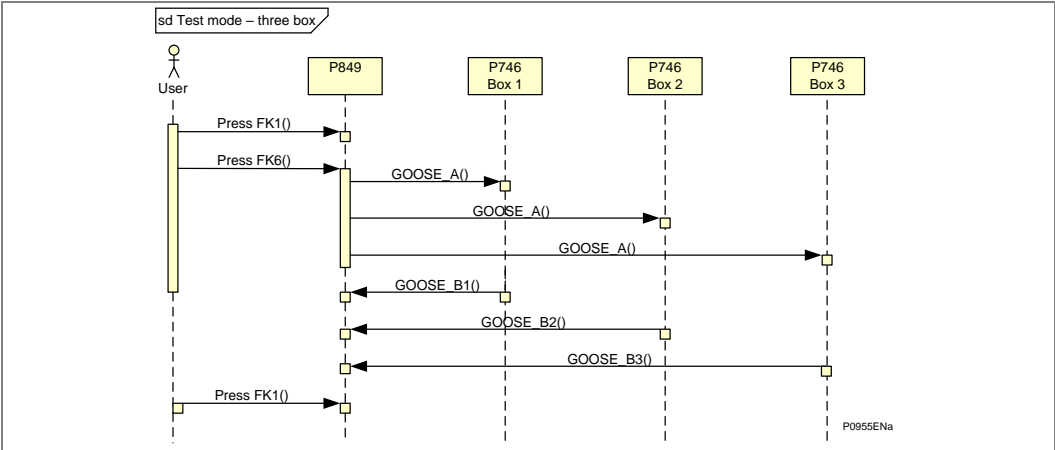 sd Test mode – three box
User
P849
P746
Box 1
P746
Box 2
P746
Box 3
Press FK1()
Press FK6()
GOOSE_A()
GOOSE_A()
GOOSE_A()
GOOSE_B1()
GOOSE_B2()
GOOSE_B3()
Press FK1()
P0955ENa